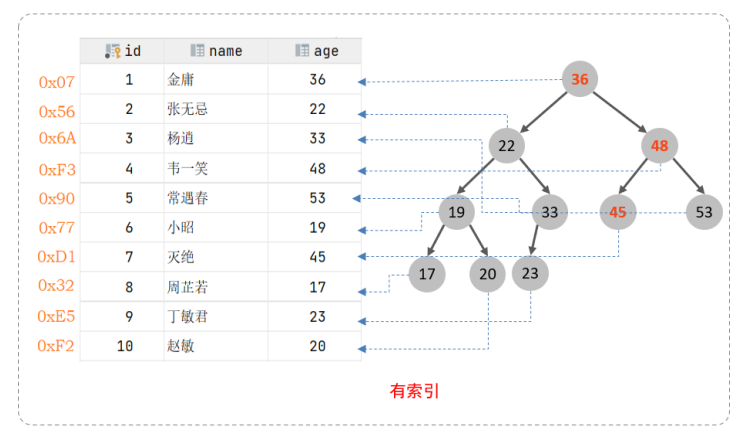 id name age
0x07 1 金庸 36
0x56 2 张无忌 22
0x6A 3 杨逍 33
0xF3 4 韦一笑 48
0x90 5 常遇春 53
0x77 6 小昭 19
0xD1 7 灭绝 45
0x32 8 周芷若 17
0xE5 9 丁敏君 23
0xF2 10 赵敏 20
36
22 48
19 33 45 53
17 20 23
有索引